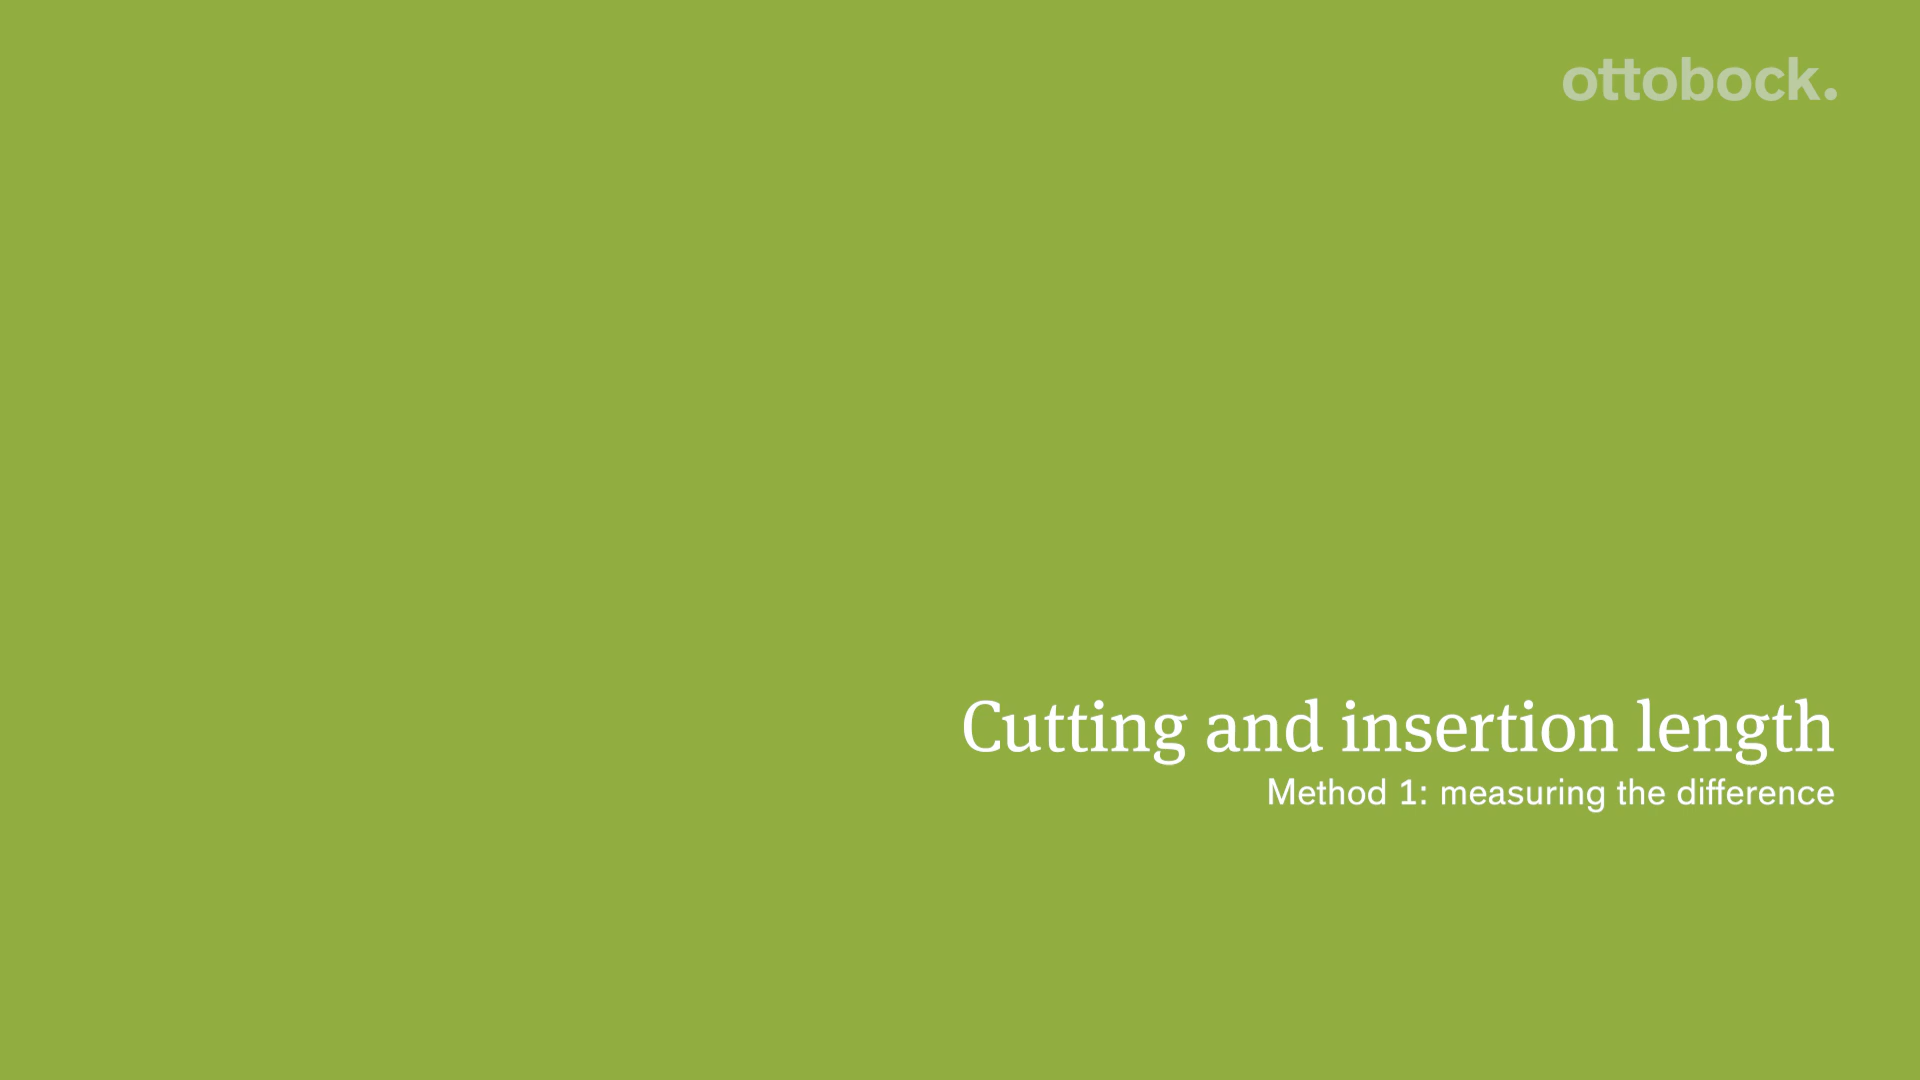 ottobock.
Cutting and insertion length
Method 1: measuring the difference